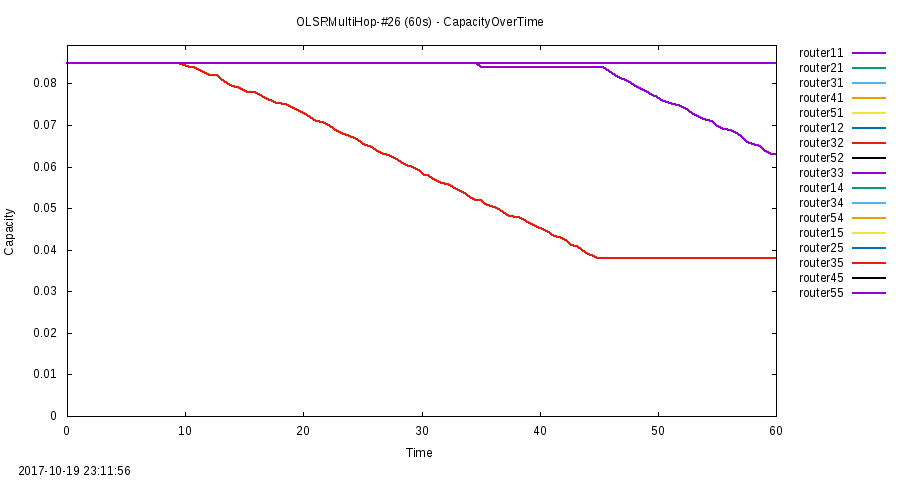 OLSRMultiHop-#26 (60s) - CapacityOverTime
router11
router21
router31
router41
router51
router12
router32
router52
router33
router14
router34
router54
router15
router25
router35
router45
router55
Capacity
0.08
0.07
0.06
0.05
0.04
0.03
0.02
0.01
0
0 10 20 30 40 50 60
Time
2017-10-19 23:11:56